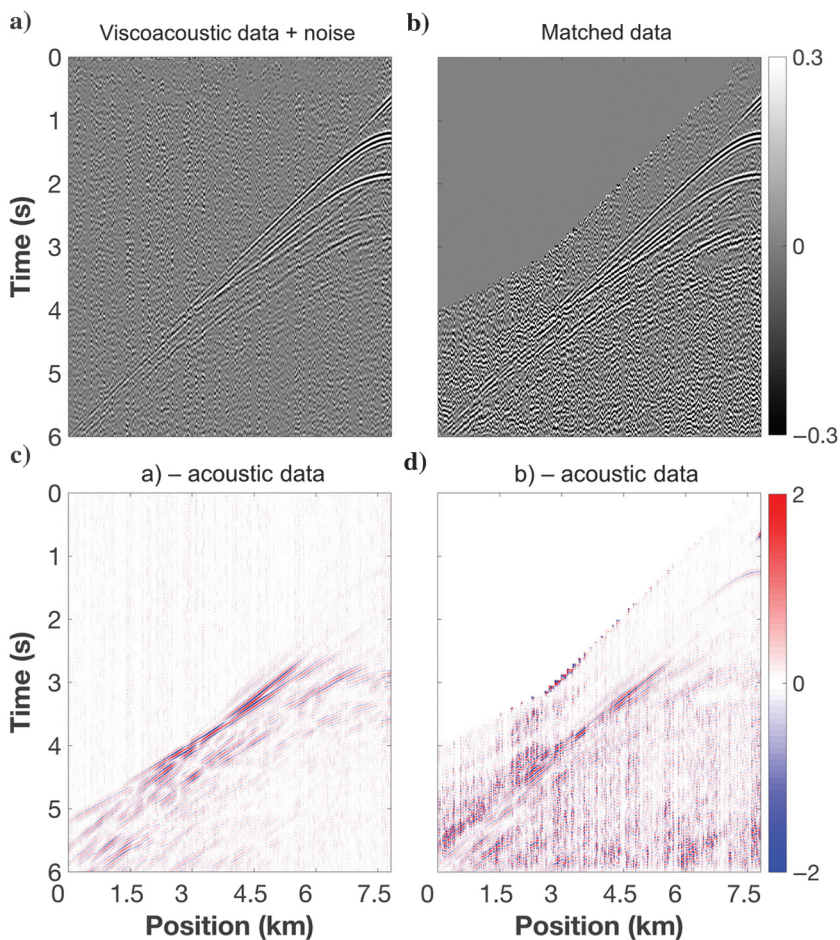 a) Viscoacoustic data + noise
b) Matched data
0
1
2
3
4
5
6
Time (s)
0.3
0
−0.3
c) a) – acoustic data
d) b) – acoustic data
0
1
2
3
4
5
6
Time (s)
2
0
−2
0 1.5 3 4.5 6 7.5
0 1.5 3 4.5 6 7.5
Position (km)
Position (km)